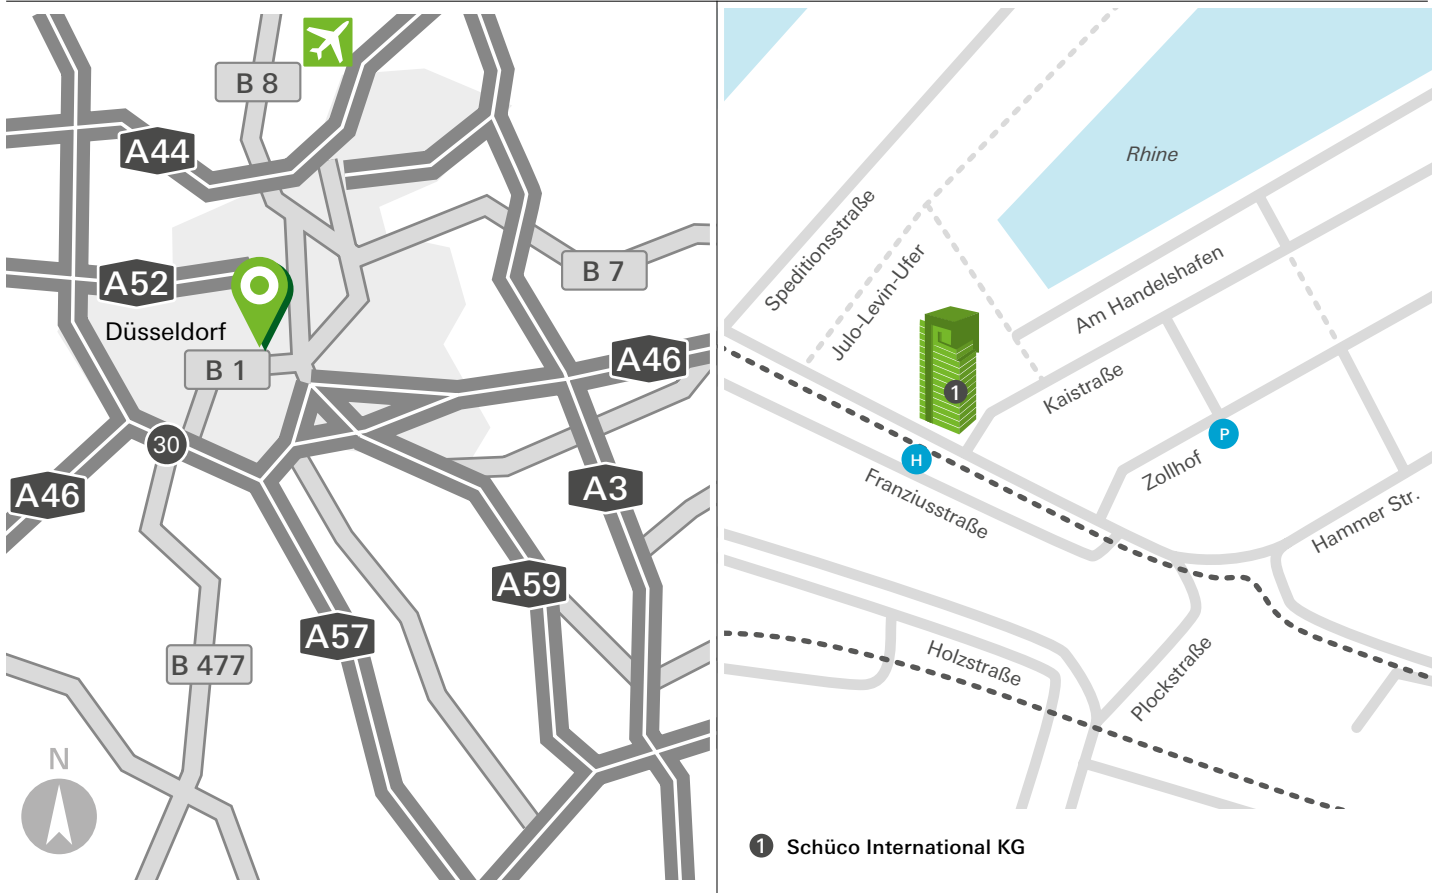 B 8
A44
A52
B 7
Düsseldorf
B 1
A46
30
A46
A3
A59
A57
B 477
N
Rhine
Speditionsstraße
Julo-Levin-Ufer
Am Handelshafen
Kaistraße
1
P
H
Zollhof
Franziusstraße
Hammer Str.
Holzstraße
Plockstraße
1 Schüco International KG